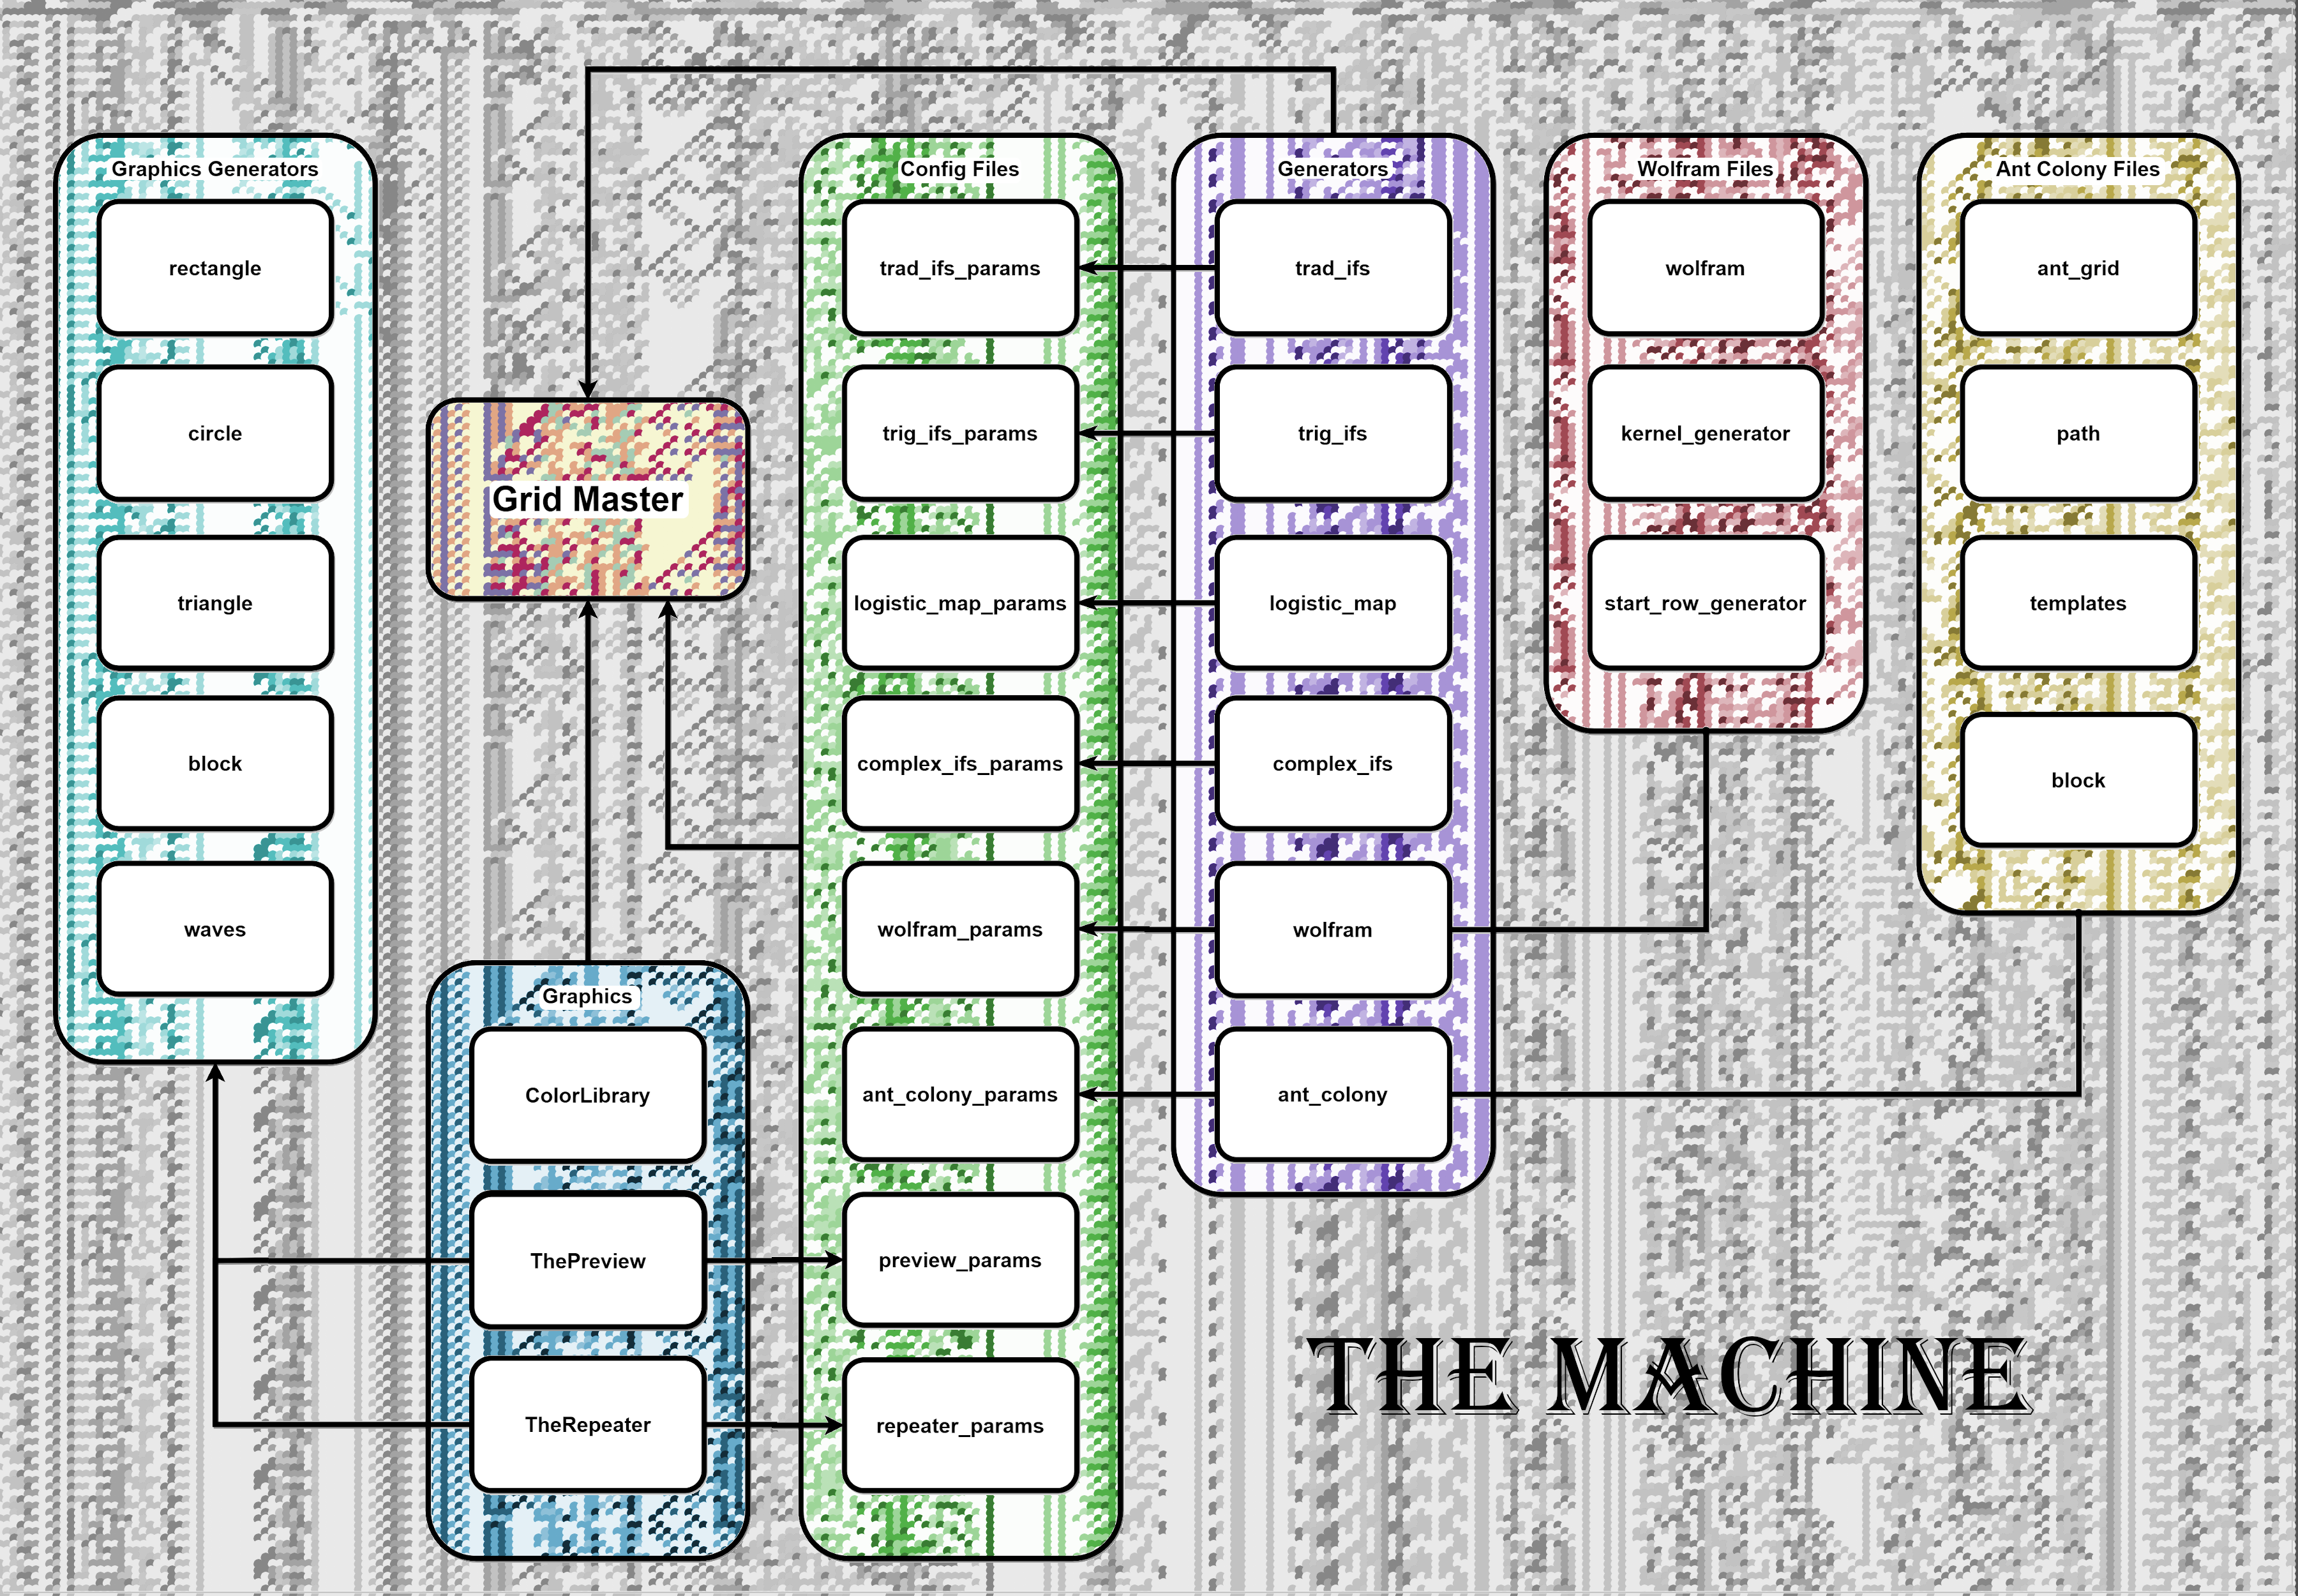 Graphics Generators
rectangle
circle
triangle
block
waves
Grid Master
Graphics
ColorLibrary
ThePreview
TheRepeater
Config Files
trad_ifs_params
trig_ifs_params
logistic_map_params
complex_ifs_params
wolfram_params
ant_colony_params
preview_params
repeater_params
Generators
trad_ifs
trig_ifs
logistic_map
complex_ifs
wolfram
ant_colony
Wolfram Files
wolfram
kernel_generator
start_row_generator
Ant Colony Files
ant_grid
path
templates
block
THE MACHINE